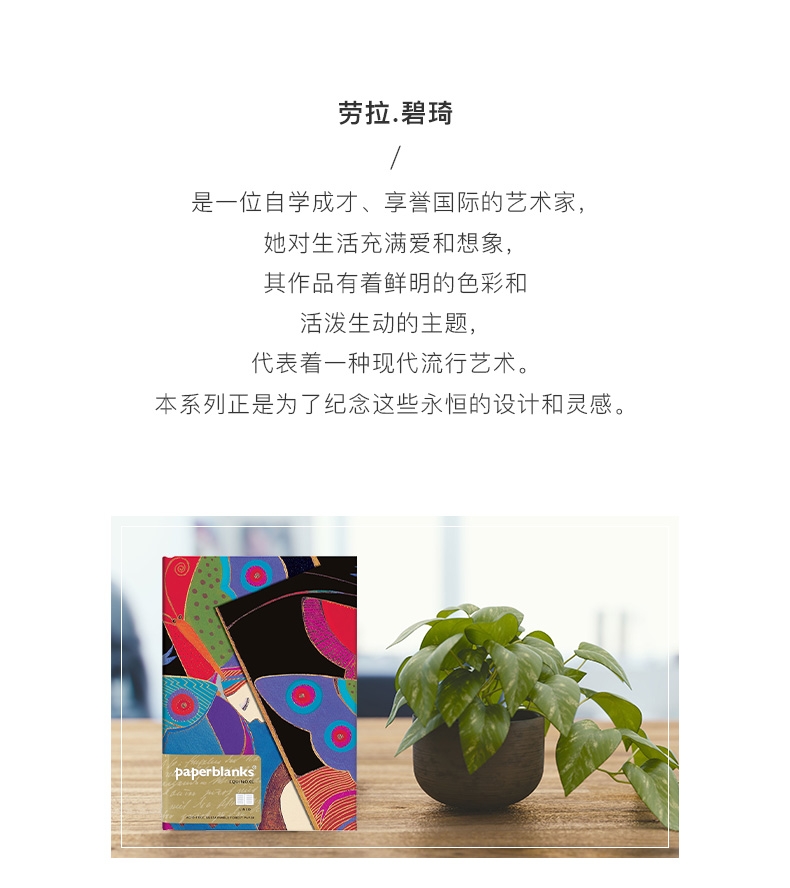 劳拉.碧琦
/
是一位自学成才、享誉国际的艺术家,
她对生活充满爱和想象,
其作品有着鲜明的色彩和
活泼生动的主题,
代表着一种现代流行艺术。
本系列正是为了纪念这些永恒的设计和灵感。
paperblanks®